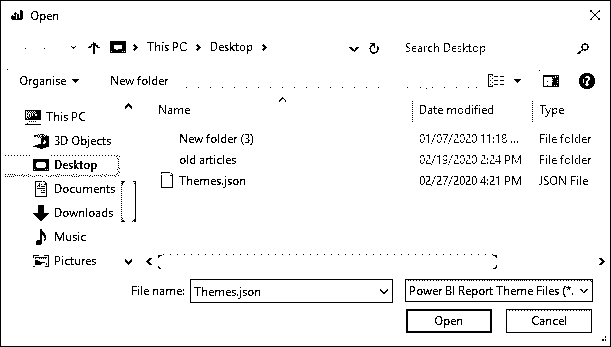 Open
This PC Desktop Search Desktop
Organise New folder
Name Date modified Type
This PC
3D Objects
Desktop
Documents
Downloads
Music
Pictures
New folder (3) 01/07/2020 11:18 ... File folder
old articles 02/19/2020 2:24 PM File folder
Themes.json 02/27/2020 4:21 PM JSON File
File name: Themes.json Power BI Report Theme Files (*.
Open Cancel